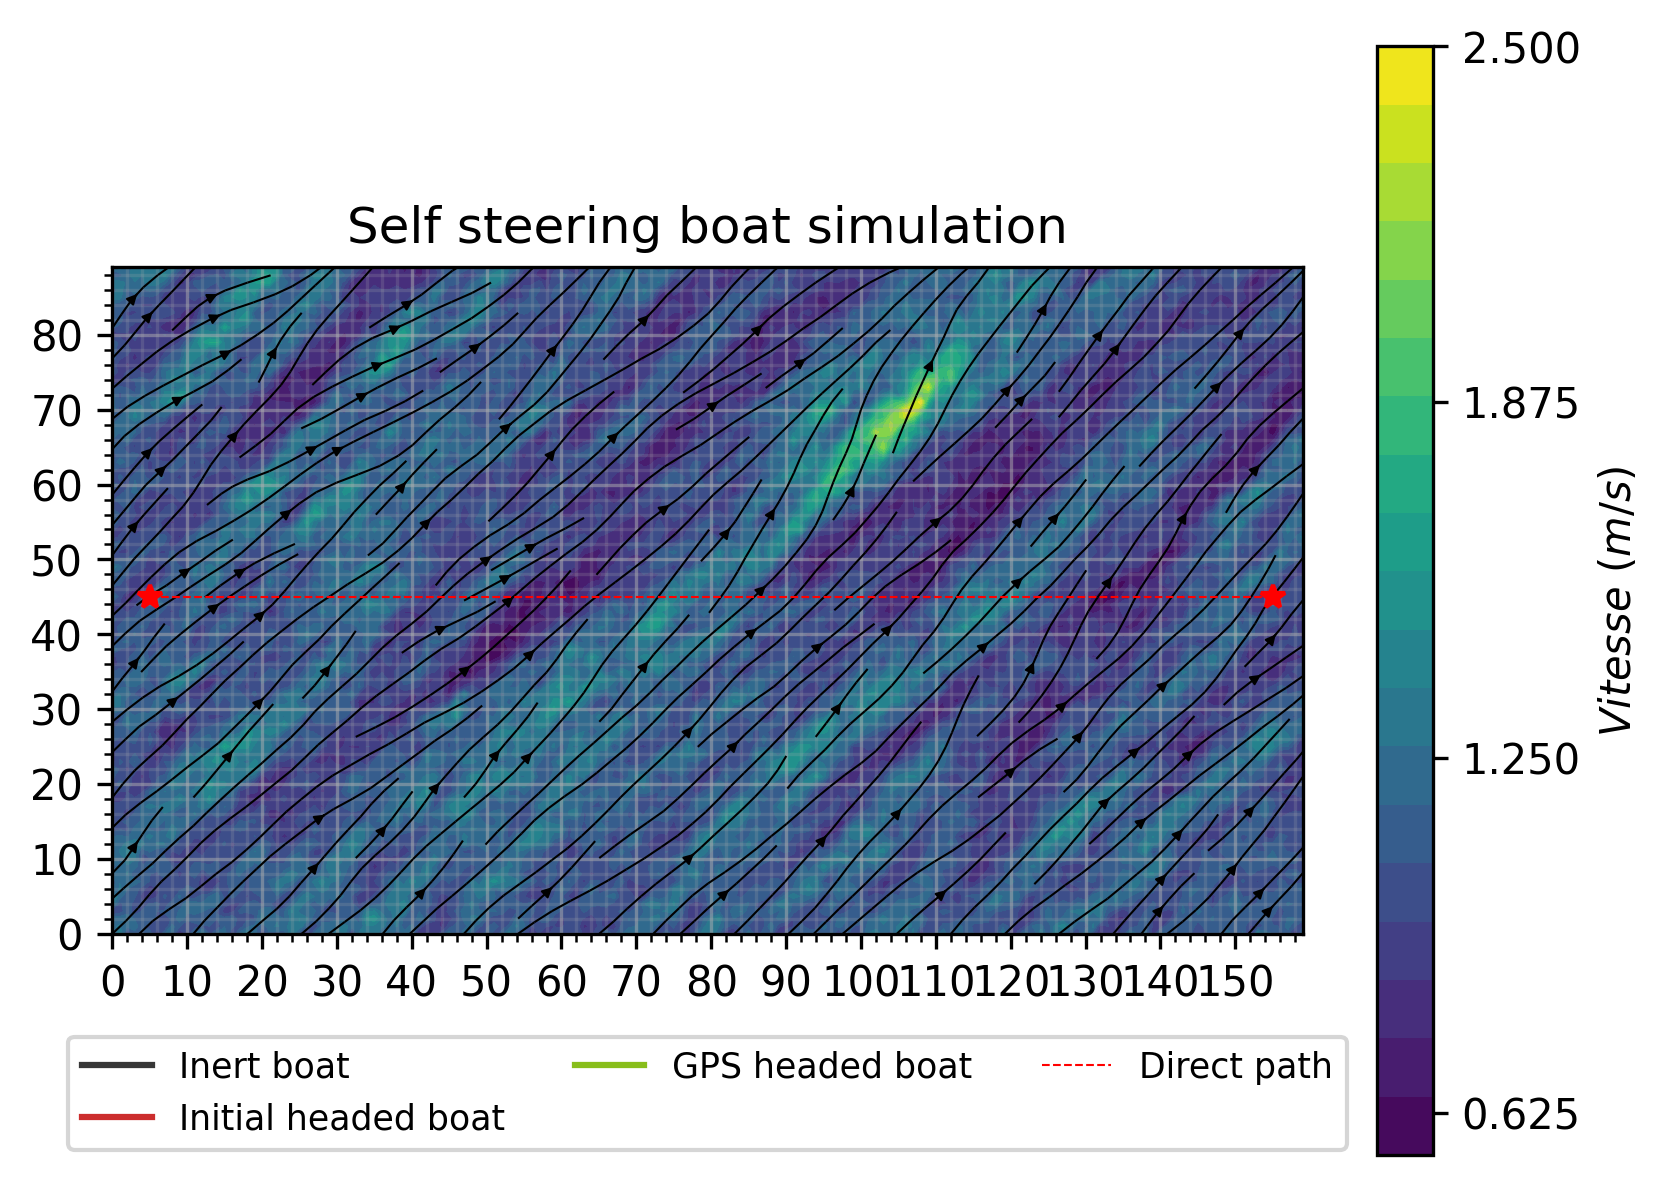 Self steering boat simulation
2.500
1.875
1.250
0.625
Vitesse (m/s)
80
70
60
50
40
30
20
10
0
0 10 20 30 40 50 60 70 80 90 100 110 120 130 140 150
Inert boat GPS headed boat Direct path
Initial headed boat